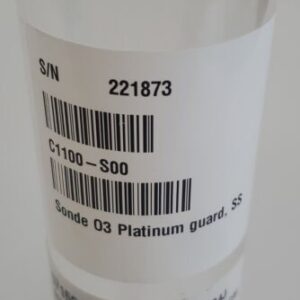 S/N 221873
C1100-S00
Sonde O3 Platinum guard, SS